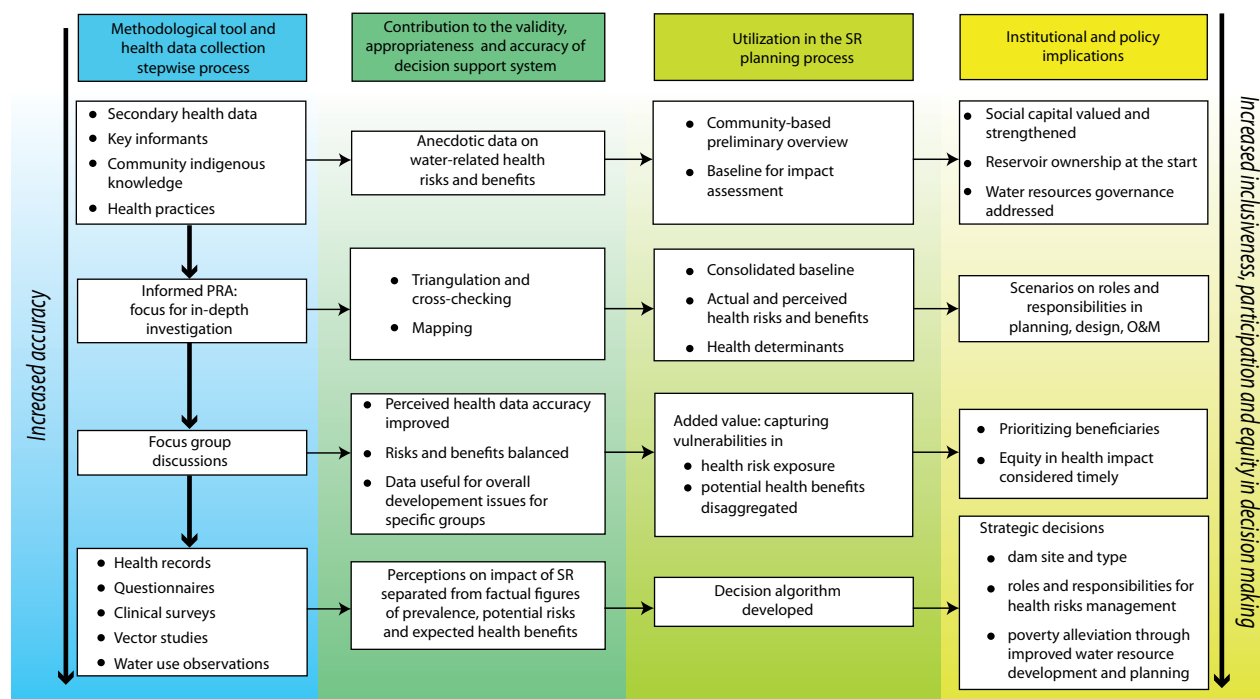 Methodological tool and
health data collection
stepwise process
Contribution to the validity,
appropriateness and accuracy of
decision support system
Utilization in the SR
planning process
Institutional and policy
implications
Increased accuracy
• Secondary health data
• Key informants
• Community indigenous
knowledge
• Health practices
Anecdotic data on
water-related health
risks and benefits
• Community-based
preliminary overview
• Baseline for impact
assessment
• Social capital valued and
strengthened
• Reservoir ownership at the start
• Water resources governance
addressed
Informed PRA:
focus for in-depth
investigation
• Triangulation and
cross-checking
• Mapping
• Consolidated baseline
• Actual and perceived
health risks and benefits
• Health determinants
Scenarios on roles and
responsibilities in
planning, design, O&M
Focus group
discussions
• Perceived health data accuracy
improved
• Risks and benefits balanced
• Data useful for overall
developement issues for
specific groups
Added value: capturing
vulnerabilities in
• health risk exposure
• potential health benefits
disaggregated
• Prioritizing beneficiaries
• Equity in health impact
considered timely
• Health records
• Questionnaires
• Clinical surveys
• Vector studies
• Water use observations
Perceptions on impact of SR
separated from factual figures
of prevalence, potential risks
and expected health benefits
Decision algorithm
developed
Strategic decisions
• dam site and type
• roles and responsibilities for
health risks management
• poverty alleviation through
improved water resource
development and planning
Increased inclusiveness, participation and equity in decision making